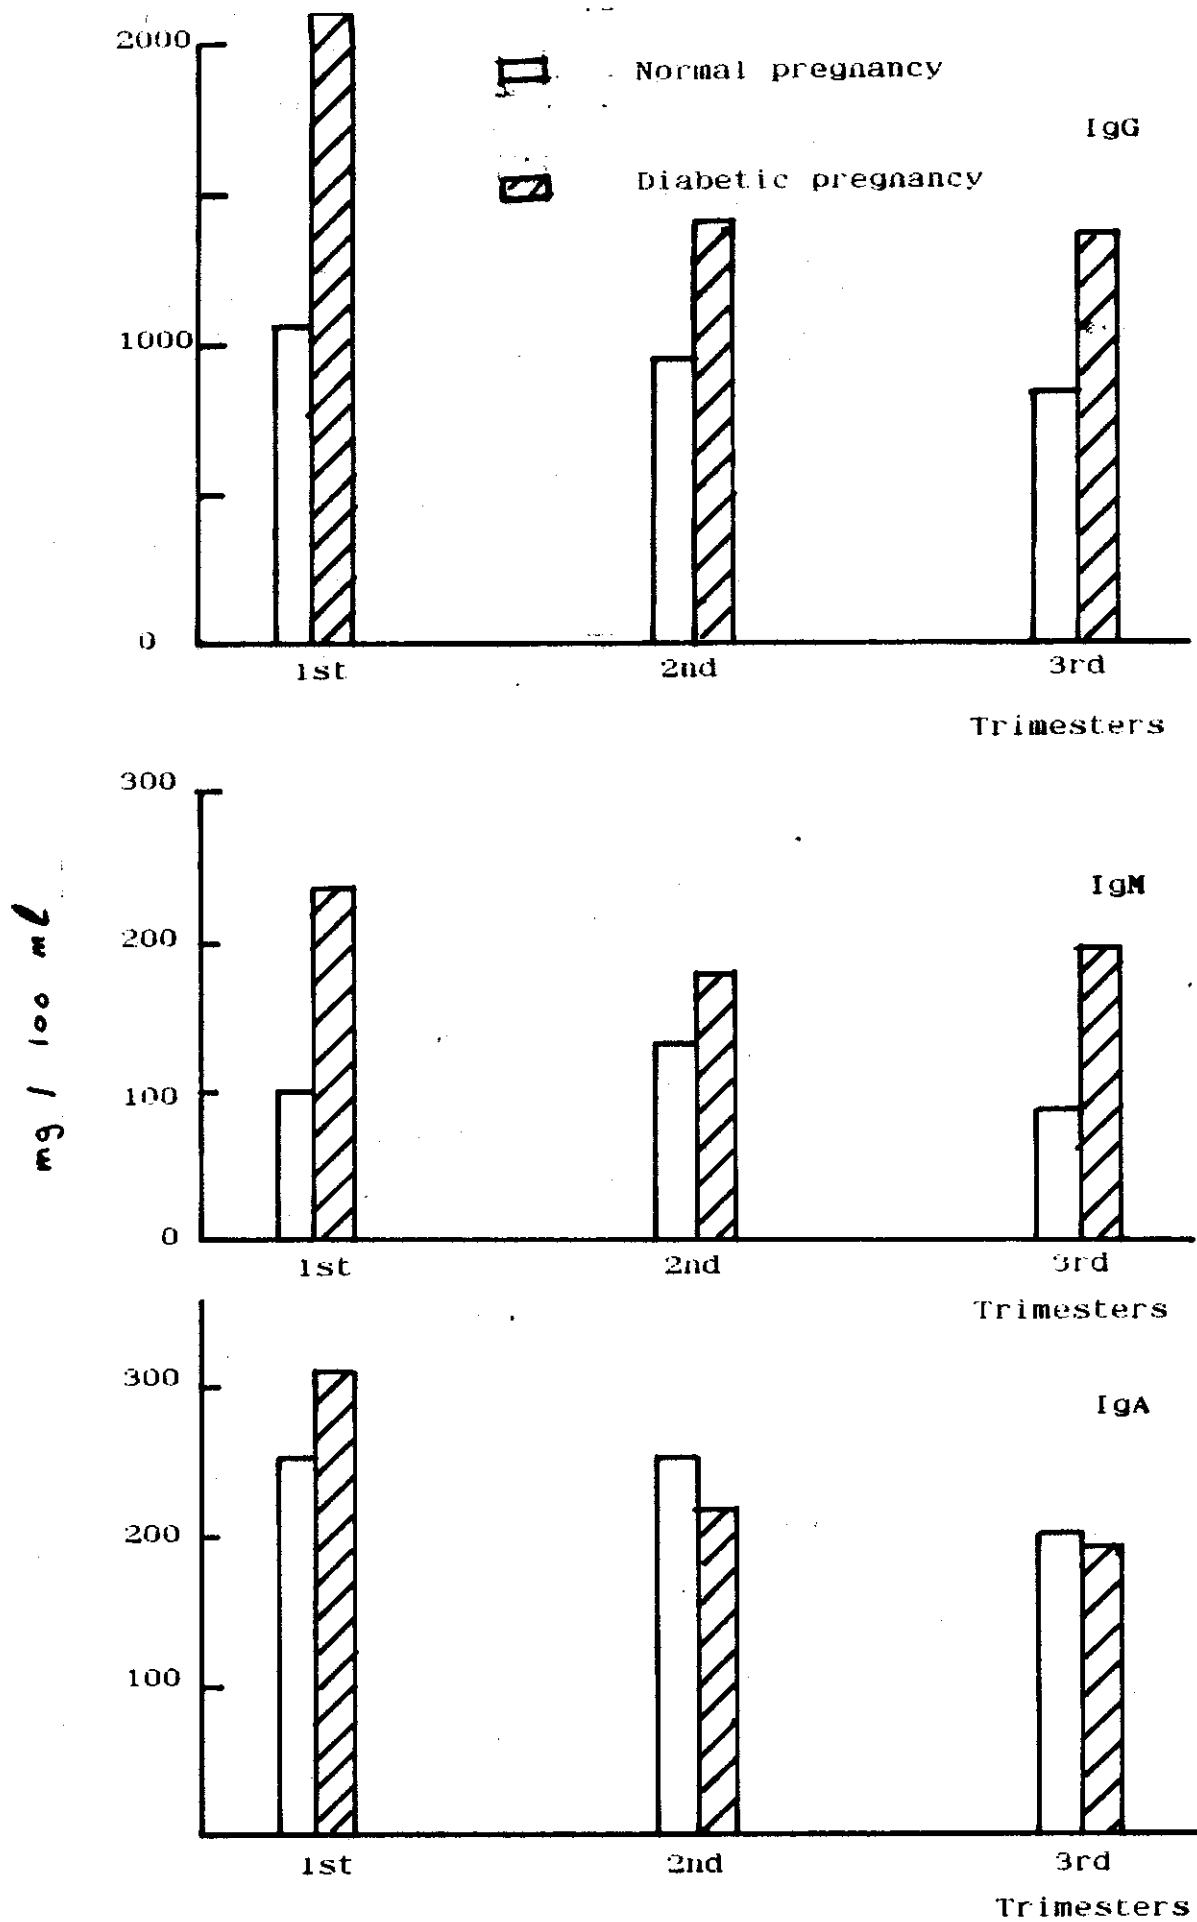 2000
Normal pregnancy
IgG
Diabetic pregnancy
1000
0
1st 2nd 3rd
Trimesters
300
IgM
200
mg / 100 ml
100
0
1st 2nd 3rd
Trimesters
300
IgA
200
100
1st 2nd 3rd
Trimesters